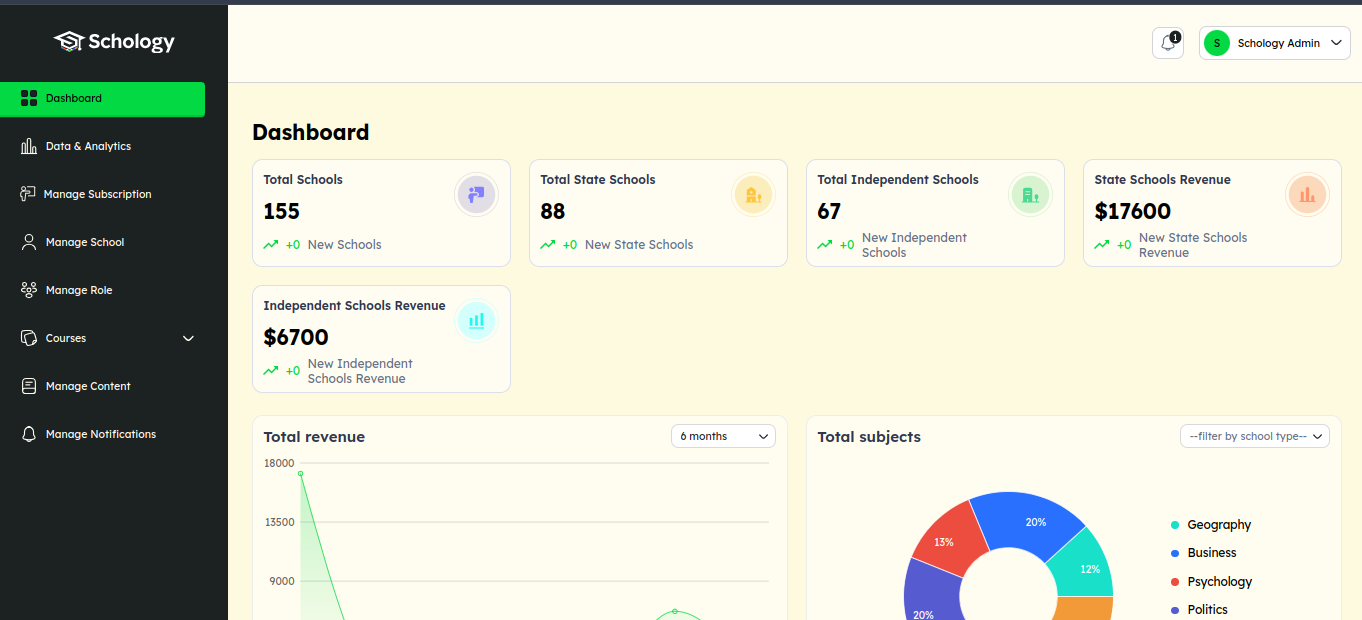 Schology
1
S
Schology Admin
Dashboard
Data & Analytics
Manage Subscription
Manage School
Manage Role
Courses
Manage Content
Manage Notifications
Dashboard
Total Schools
155
+0 New Schools
Total State Schools
88
+0 New State Schools
Total Independent Schools
67
+0 New Independent
Schools
State Schools Revenue
$17600
+0 New State Schools
Revenue
Independent Schools Revenue
$6700
+0 New Independent
Schools Revenue
Total revenue
6 months
18000
13500
9000
Total subjects
--filter by school type--
20%
13%
12%
20%
Geography
Business
Psychology
Politics